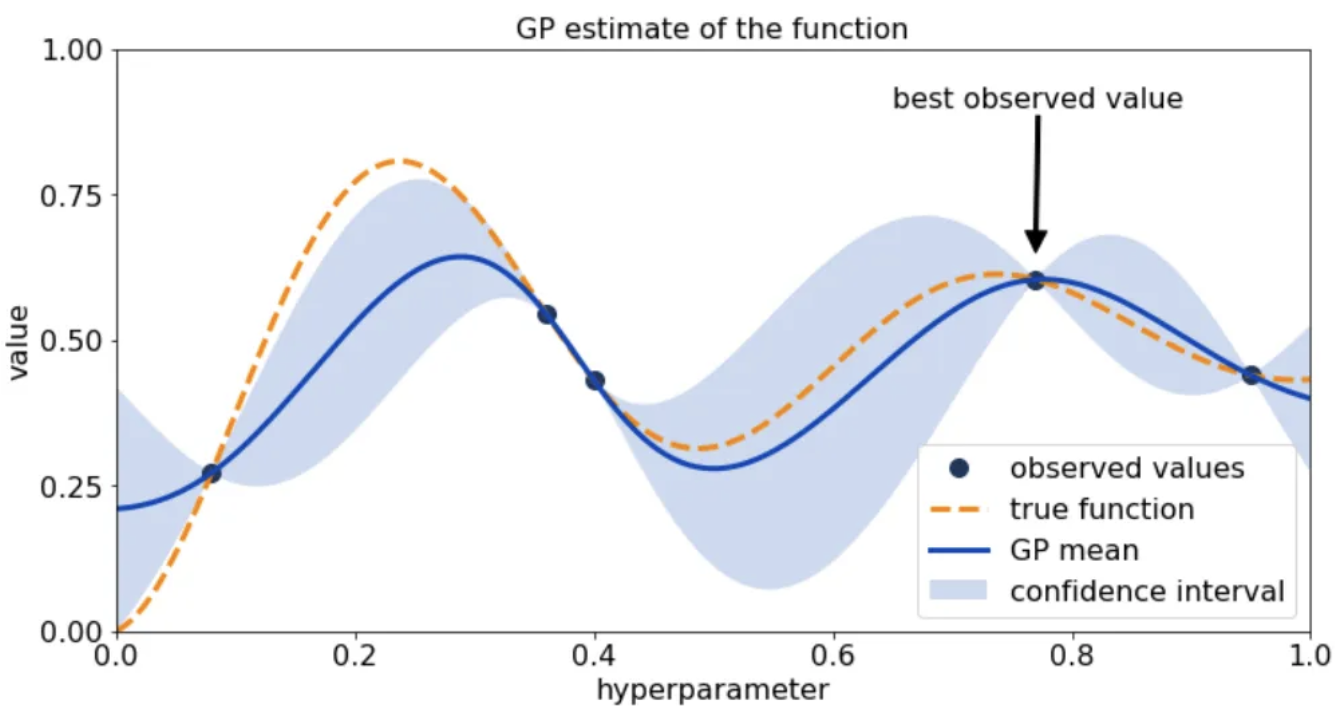 GP estimate of the function
1.00
0.75
0.50
0.25
0.00
value
best observed value
observed values
true function
GP mean
confidence interval
0.0 0.2 0.4 0.6 0.8 1.0
hyperparameter